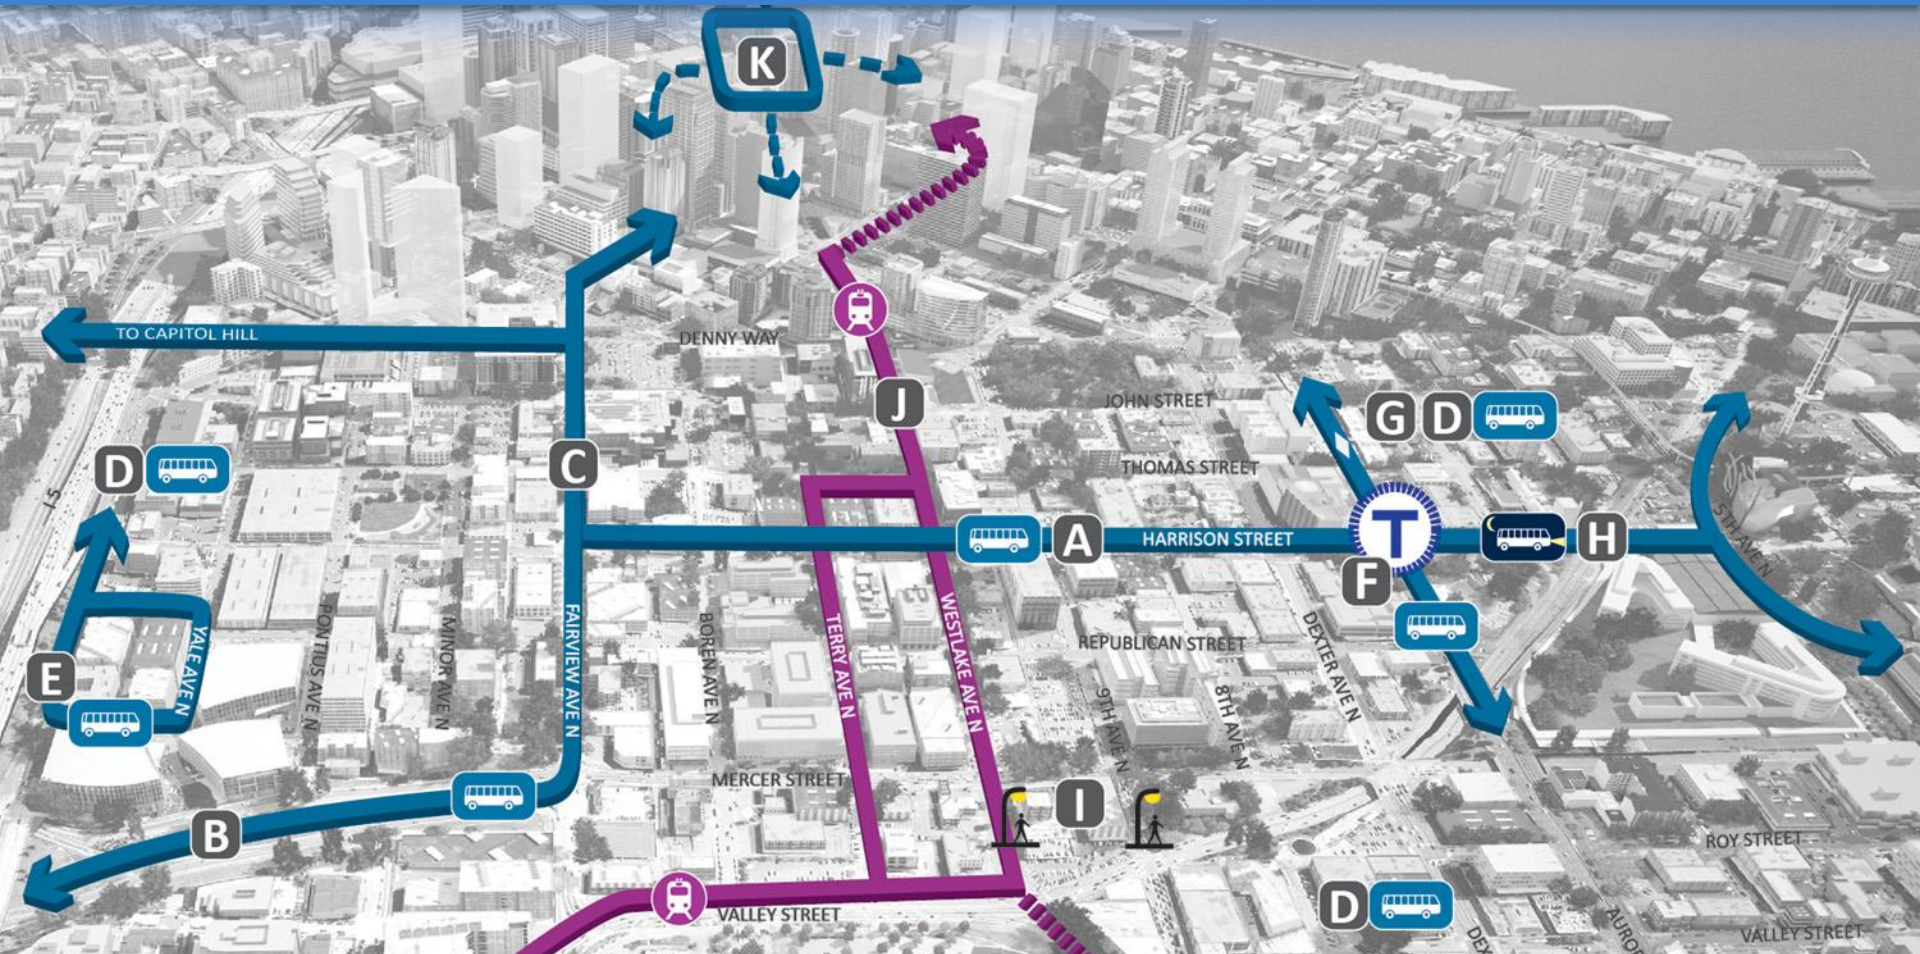 K
TO CAPITOL HILL
DENNY WAY
J
JOHN STREET
G D
D
C
THOMAS STREET
I-5
T
A
HARRISON STREET
H
5TH AVE N
F
E
YALE AVE N
PONTIUS AVE N
MINOR AVE N
FAIRVIEW AVE N
BOREN AVE N
TERRY AVE N
WESTLAKE AVE N
REPUBLICAN STREET
9TH AVE N
8TH AVE N
DEXTER AVE N
MERCER STREET
I
B
ROY STREET
VALLEY STREET
D
DEX
AUROR
VALLEY STREET